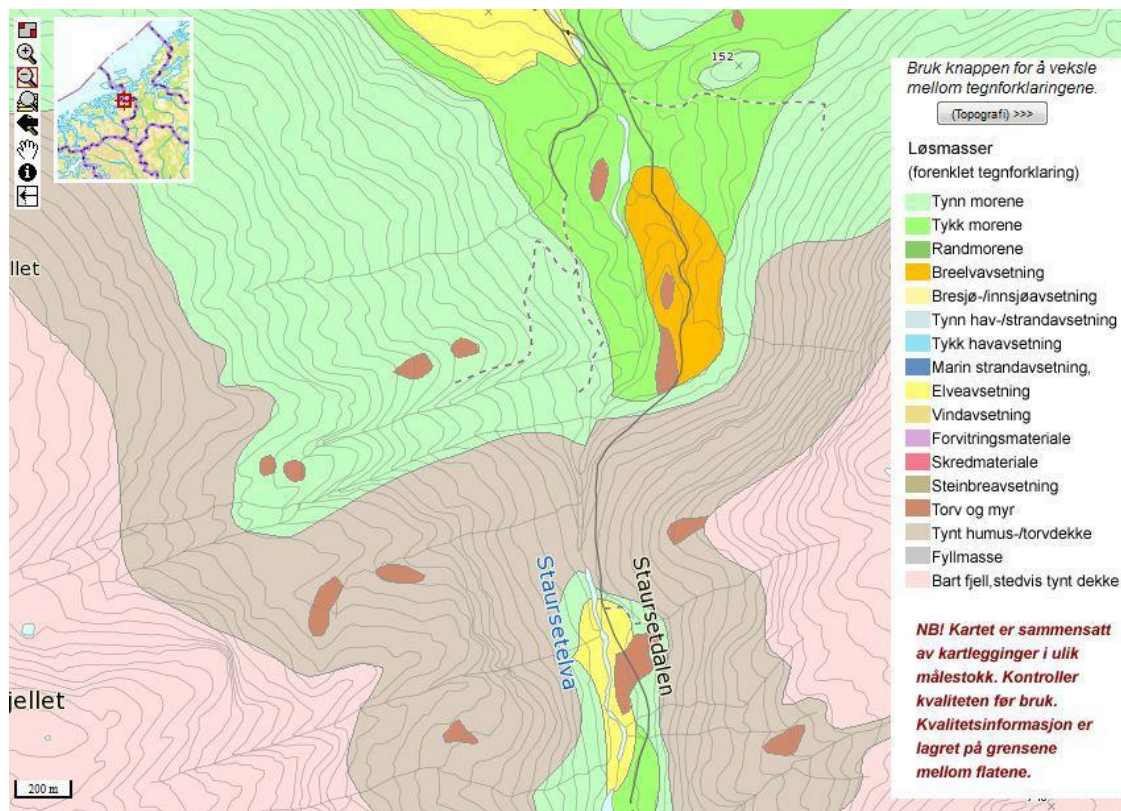 152
llet
Staursetelva
Staursetdalen
jellet
200 m
Bruk knappen for å veksle
mellom tegnforklaringene.
(Topografi) >>>
Løsmasser
(forenklet tegnforklaring)
Tynn morene
Tykk morene
Randmorene
Breelvavsetning
Bresjø-/innsjøavsetning
Tynn hav-/strandavsetning
Tykk havavsetning
Marin strandavsetning,
Elveavsetning
Vindavsetning
Forvitringsmateriale
Skredmateriale
Steinbreavsetning
Torv og myr
Tynt humus-/torvdekke
Fyllmasse
Bart fjell,stedvis tynt dekke
NB! Kartet er sammensatt
av kartlegginger i ulik
målestokk. Kontroller
kvaliteten før bruk.
Kvalitetsinformasjon er
lagret på grensene
mellom flatene.